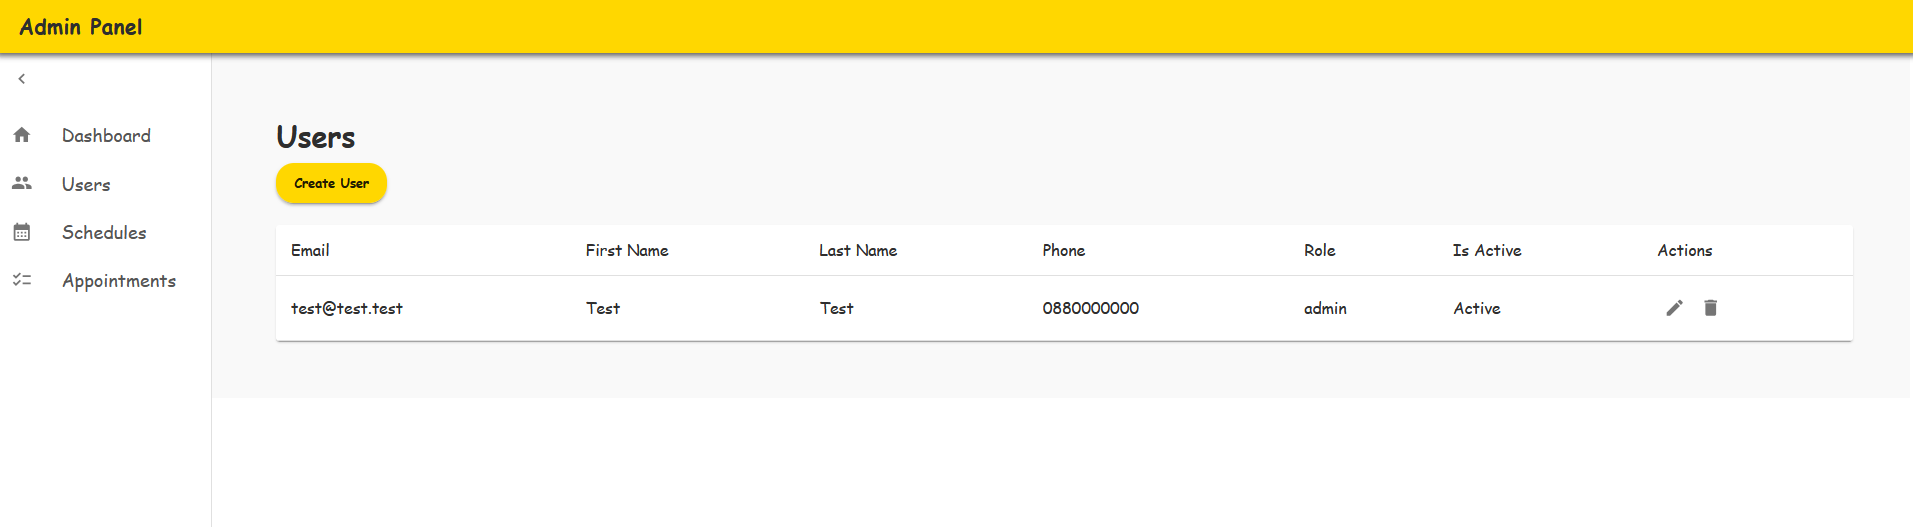 Admin Panel
Dashboard
Users
Schedules
Appointments
Users
Create User
Email First Name Last Name Phone Role Is Active Actions
test@test.test Test Test 0880000000 admin Active